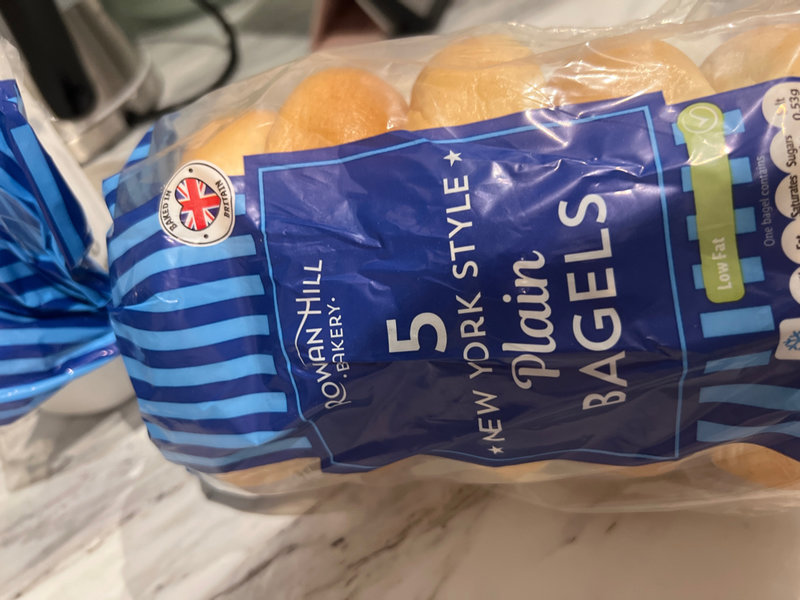 BAKED IN
BRITAIN
ROWAN HILL
· BAKERY ·
5
NEW YORK STYLE
Plain
BAGELS
Low Fat
One bagel contains
Saturates
Sugars
0.53g